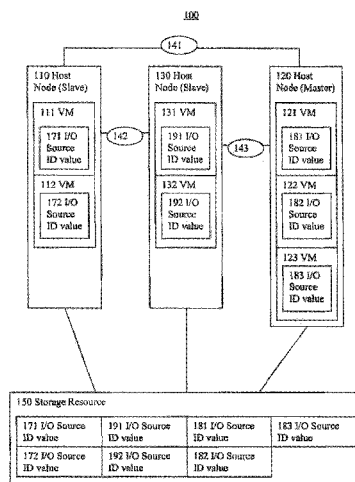 100
141
110 Host
Node (Slave)
111 VM
171 I/O
Source
ID value
112 VM
172 I/O
Source
ID value
142
130 Host
Node (Slave)
131 VM
191 I/O
Source
ID value
132 VM
192 I/O
Source
ID value
143
120 Host
Node (Master)
121 VM
181 I/O
Source
ID value
122 VM
182 I/O
Source
ID value
123 VM
183 I/O
Source
ID value
150 Storage Resource
171 I/O Source
ID value
191 I/O Source
ID value
181 I/O Source
ID value
183 I/O Source
ID value
172 I/O Source
ID value
192 I/O Source
ID value
182 I/O Source
ID value